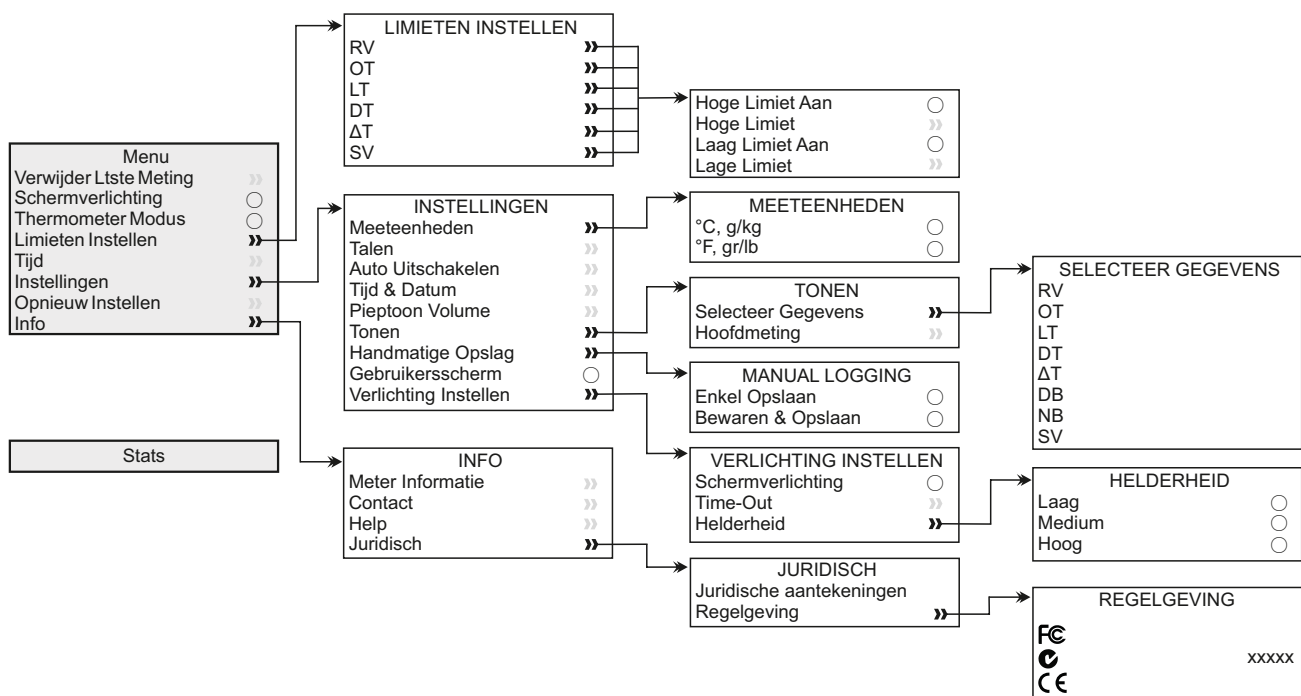 Menu
Verwijder Ltste Meting
Schermverlichting
Thermometer Modus
Limieten Instellen
Tijd
Instellingen
Opnieuw Instellen
Info
Stats
LIMIETEN INSTELLEN
RV
OT
LT
DT
ΔT
SV
Hoge Limiet Aan
Hoge Limiet
Laag Limiet Aan
Lage Limiet
INSTELLINGEN
Meeteenheden
Talen
Auto Uitschakelen
Tijd & Datum
Pieptoon Volume
Tonen
Handmatige Opslag
Gebruikersscherm
Verlichting Instellen
MEETEENHEDEN
°C, g/kg
°F, gr/lb
TONEN
Selecteer Gegevens
Hoofdmeting
SELECTEER GEGEVENS
RV
OT
LT
DT
ΔT
DB
NB
SV
MANUAL LOGGING
Enkel Opslaan
Bewaren & Opslaan
VERLICHTING INSTELLEN
Schermverlichting
Time-Out
Helderheid
HELDERHEID
Laag
Medium
Hoog
INFO
Meter Informatie
Contact
Help
Juridisch
JURIDISCH
Juridische aantekeningen
Regelgeving
REGELGEVING
FC
xxxxx
CE